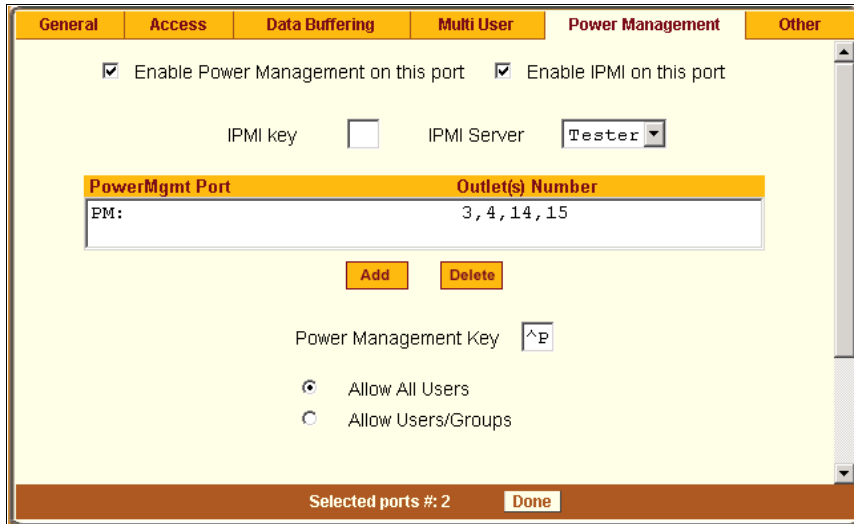 General Access Data Buffering Multi User Power Management Other
Enable Power Management on this port Enable IPMI on this port
IPMI key IPMI Server Tester
PowerMgmt Port Outlet(s) Number
PM: 3,4,14,15
Add Delete
Power Management Key ^P
Allow All Users
Allow Users/Groups
Selected ports #: 2 Done